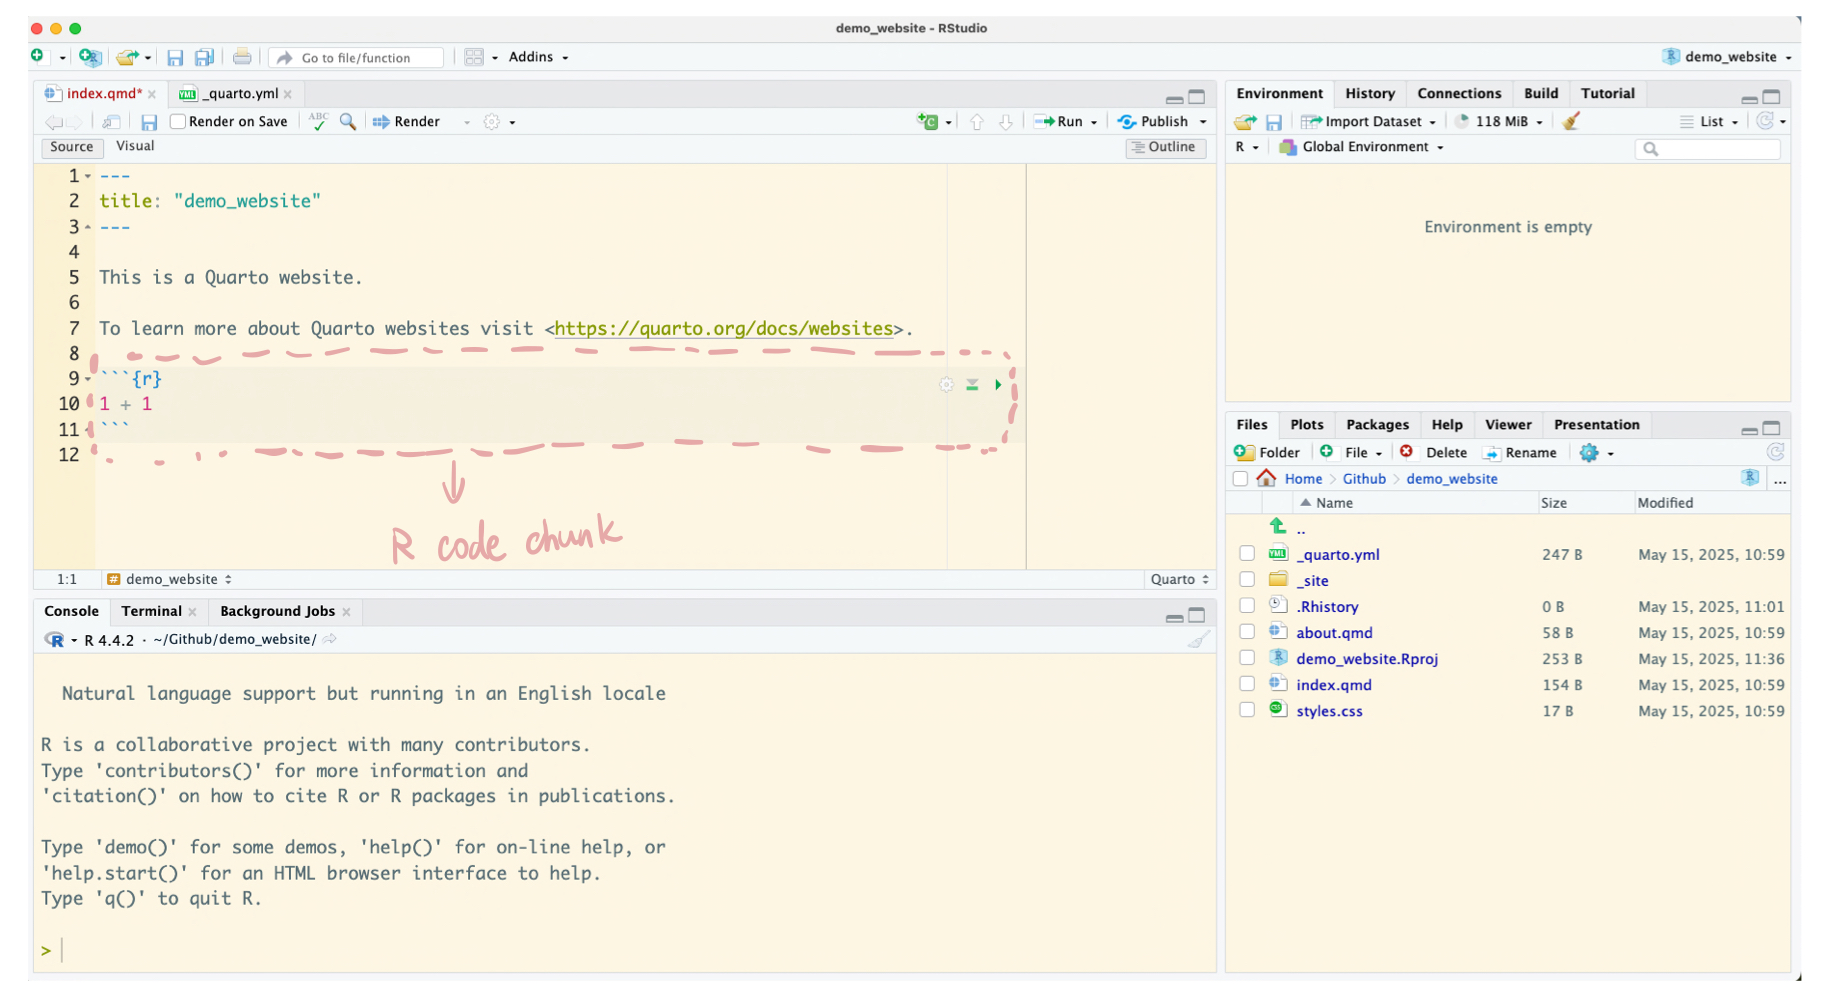 demo_website - RStudio
Go to file/function Addins demo_website
index.qmd* _quarto.yml
Render on Save ABC Render Run Publish
Source Visual Outline
1 ---
2 title: "demo_website"
3 ---
4
5 This is a Quarto website.
6
7 To learn more about Quarto websites visit <https://quarto.org/docs/websites>.
8
9 ```{r}
10 1 + 1
11 ```
12
R code chunk
1:1 # demo_website Quarto
Console Terminal Background Jobs
R 4.4.2 · ~/Github/demo_website/
Natural language support but running in an English locale
R is a collaborative project with many contributors.
Type 'contributors()' for more information and
'citation()' on how to cite R or R packages in publications.
Type 'demo()' for some demos, 'help()' for on-line help, or
'help.start()' for an HTML browser interface to help.
Type 'q()' to quit R.
>
Environment History Connections Build Tutorial
Import Dataset 118 MiB List
R Global Environment
Environment is empty
Files Plots Packages Help Viewer Presentation
Folder File Delete Rename
Home > Github > demo_website ...
Name Size Modified
..
_quarto.yml 247 B May 15, 2025, 10:59
_site
.Rhistory 0 B May 15, 2025, 11:01
about.qmd 58 B May 15, 2025, 10:59
demo_website.Rproj 253 B May 15, 2025, 11:36
index.qmd 154 B May 15, 2025, 10:59
styles.css 17 B May 15, 2025, 10:59